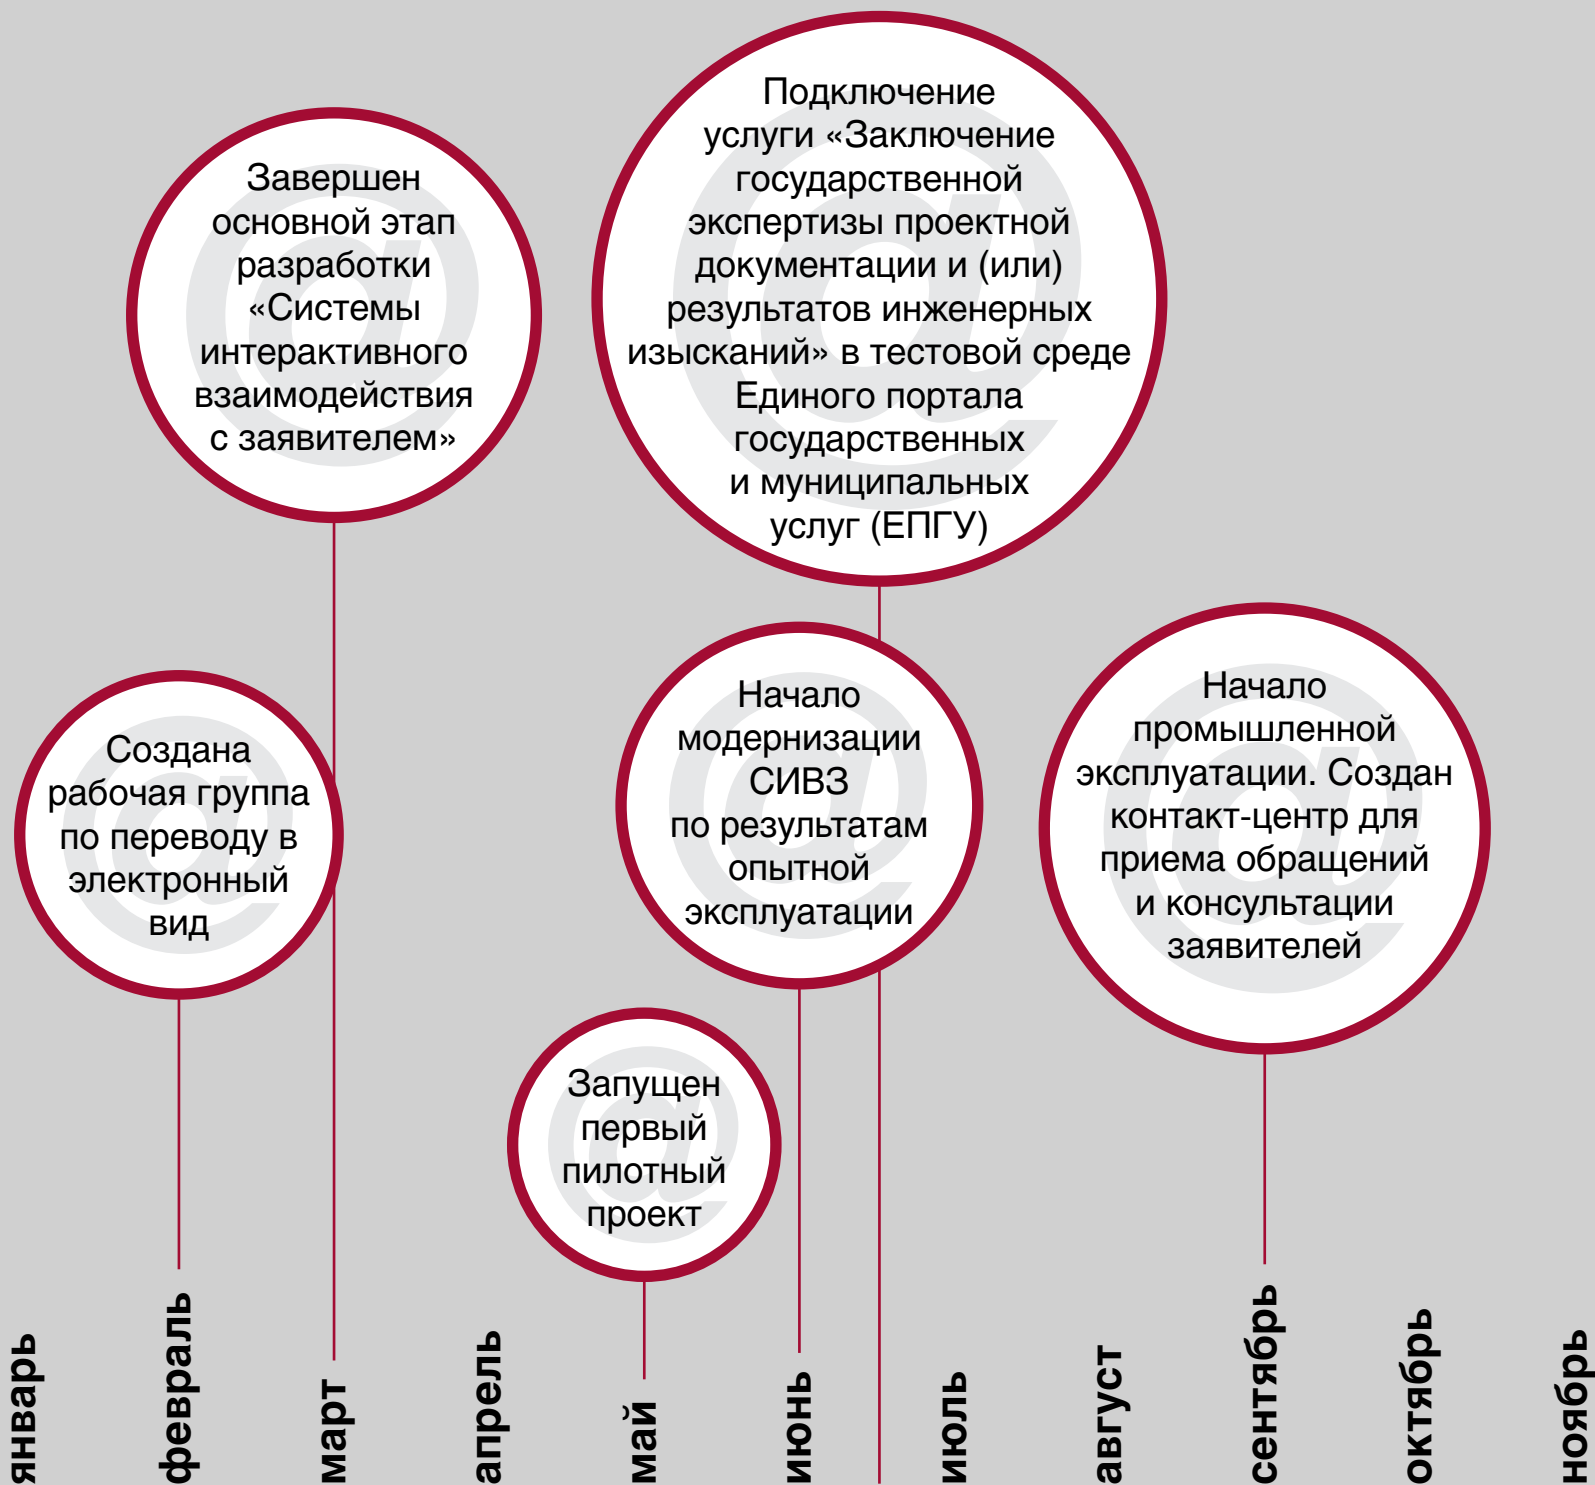 Подключение
услуги «Заключение
государственной
экспертизы проектной
документации и (или)
результатов инженерных
изысканий» в тестовой среде
Единого портала
государственных
и муниципальных
услуг (ЕПГУ)
Завершен
основной этап
разработки
«Системы
интерактивного
взаимодействия
с заявителем»
Создана
рабочая группа
по переводу в
электронный
вид
Начало
модернизации
СИВЗ
по результатам
опытной
эксплуатации
Начало
промышленной
эксплуатации. Создан
контакт-центр для
приема обращений
и консультации
заявителей
Запущен
первый
пилотный
проект
январь
февраль
март
апрель
май
июнь
июль
август
сентябрь
октябрь
ноябрь